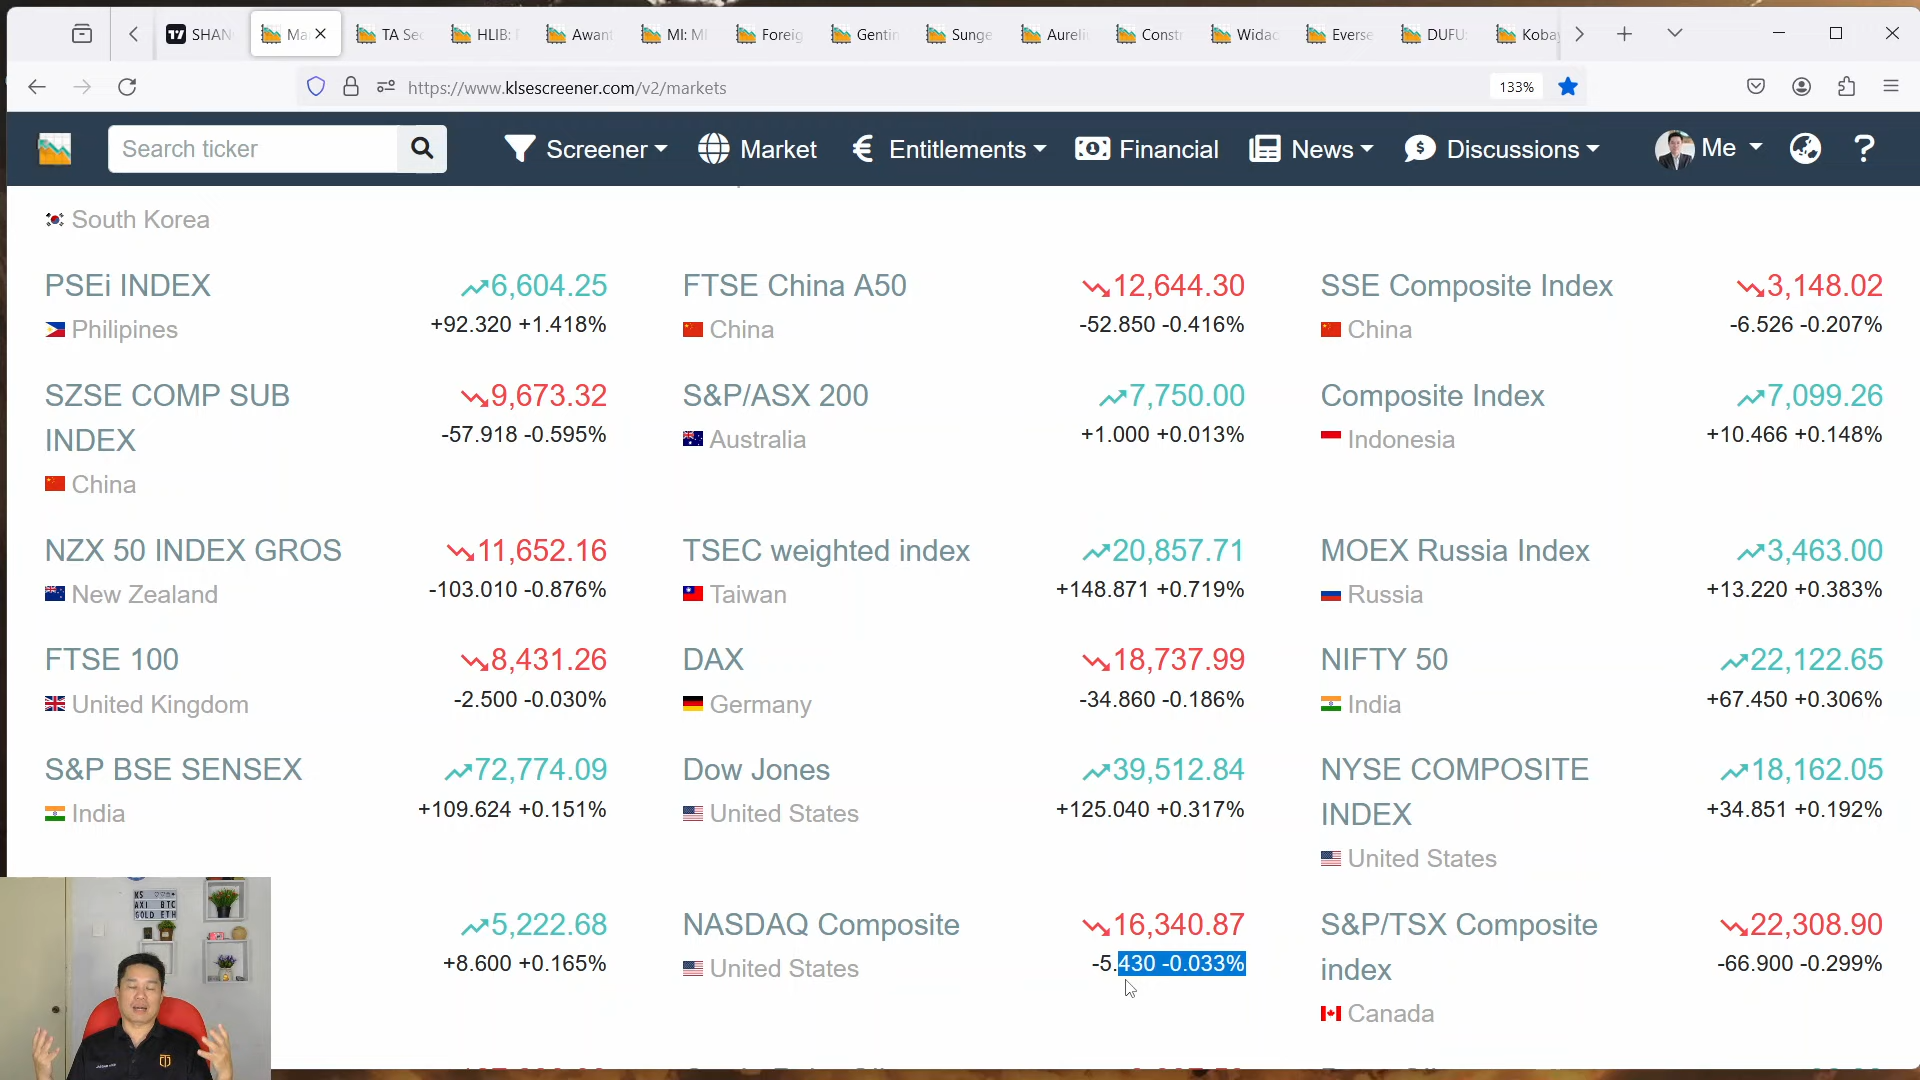 SHAN
Ma
TA Sec
HLIB: F
Awant
MI: MI
Foreig
Gentin
Sunge
Aureliu
Constr
Widad
Everse
DUFU:
Kobay
https://www.klsescreener.com/v2/markets
133%
Search ticker
Screener
Market
Entitlements
Financial
News
Discussions
Me
?
South Korea
PSEi INDEX 6,604.25
Philipines +92.320 +1.418%
FTSE China A50 12,644.30
China -52.850 -0.416%
SSE Composite Index 3,148.02
China -6.526 -0.207%
SZSE COMP SUB 9,673.32
INDEX -57.918 -0.595%
China
S&P/ASX 200 7,750.00
Australia +1.000 +0.013%
Composite Index 7,099.26
Indonesia +10.466 +0.148%
NZX 50 INDEX GROS 11,652.16
New Zealand -103.010 -0.876%
TSEC weighted index 20,857.71
Taiwan +148.871 +0.719%
MOEX Russia Index 3,463.00
Russia +13.220 +0.383%
FTSE 100 8,431.26
United Kingdom -2.500 -0.030%
DAX 18,737.99
Germany -34.860 -0.186%
NIFTY 50 22,122.65
India +67.450 +0.306%
S&P BSE SENSEX 72,774.09
India +109.624 +0.151%
Dow Jones 39,512.84
United States +125.040 +0.317%
NYSE COMPOSITE 18,162.05
INDEX +34.851 +0.192%
United States
5,222.68
+8.600 +0.165%
NASDAQ Composite 16,340.87
United States -5.430 -0.033%
S&P/TSX Composite 22,308.90
index -66.900 -0.299%
Canada
AXI BTC
GOLD ETH